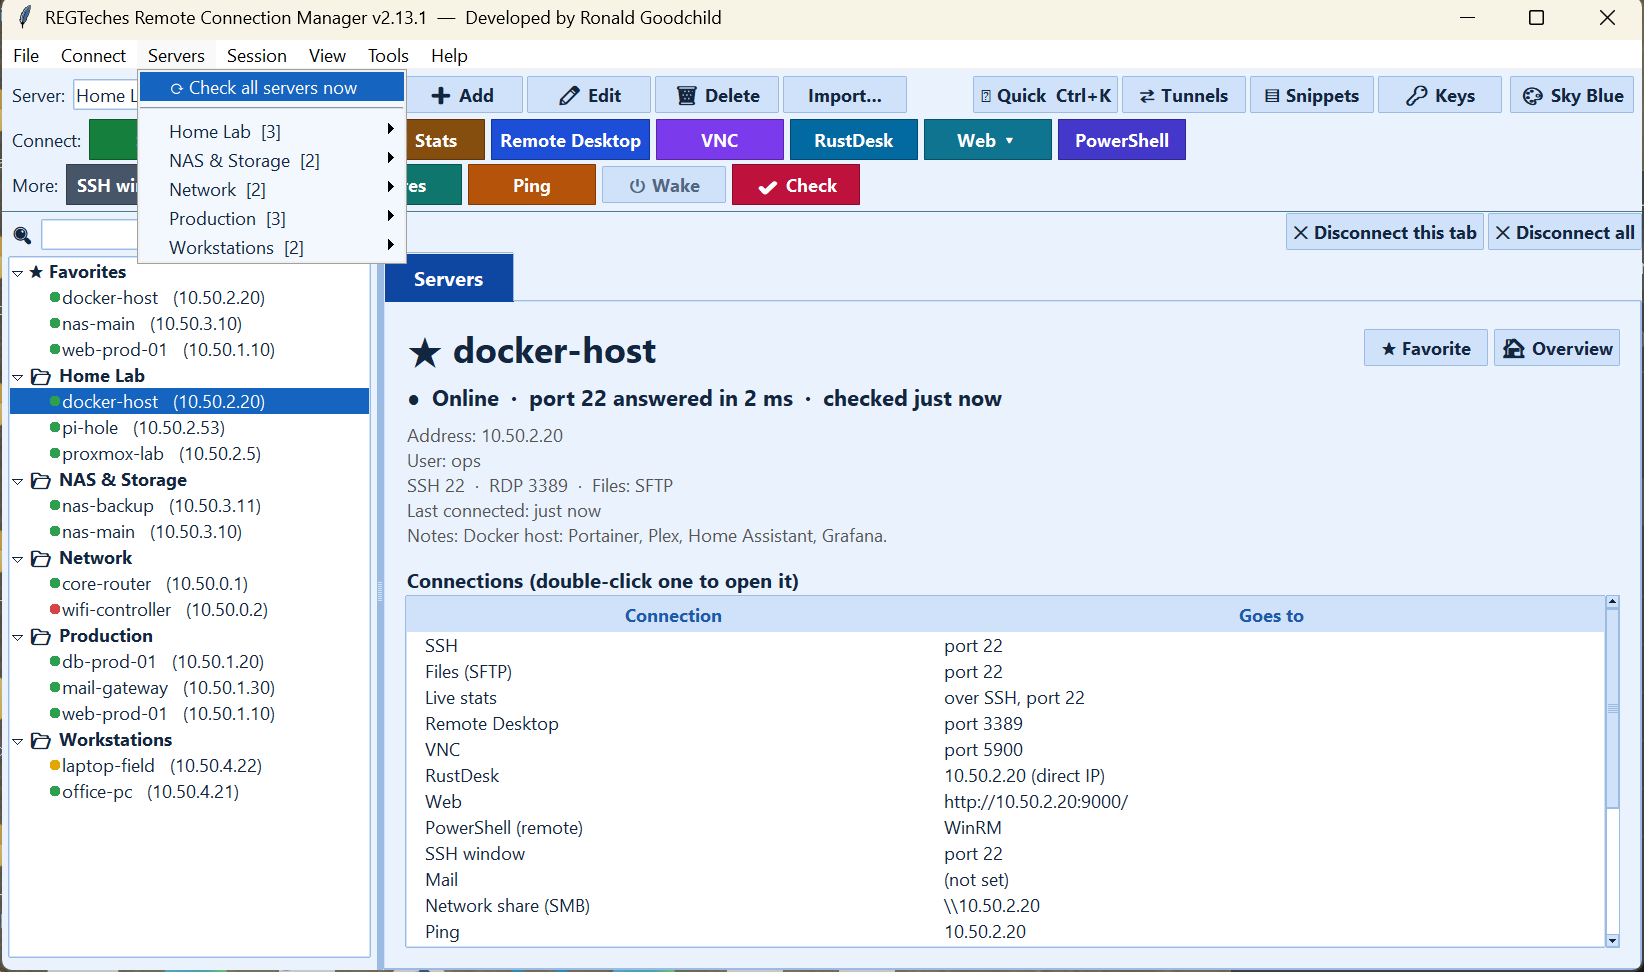 REGTeches Remote Connection Manager v2.13.1 — Developed by Ronald Goodchild
File Connect Servers Session View Tools Help
Server: Home L Add Edit Delete Import... Quick Ctrl+K Tunnels Snippets Keys Sky Blue
Check all servers now
Connect: Stats Remote Desktop VNC RustDesk Web PowerShell
More: SSH wi es Ping Wake Check
Home Lab [3]
NAS & Storage [2]
Network [2]
Production [3]
Workstations [2]
Disconnect this tab Disconnect all
Favorites
docker-host (10.50.2.20)
nas-main (10.50.3.10)
web-prod-01 (10.50.1.10)
Home Lab
docker-host (10.50.2.20)
pi-hole (10.50.2.53)
proxmox-lab (10.50.2.5)
NAS & Storage
nas-backup (10.50.3.11)
nas-main (10.50.3.10)
Network
core-router (10.50.0.1)
wifi-controller (10.50.0.2)
Production
db-prod-01 (10.50.1.20)
mail-gateway (10.50.1.30)
web-prod-01 (10.50.1.10)
Workstations
laptop-field (10.50.4.22)
office-pc (10.50.4.21)
Servers
★ docker-host
★ Favorite Overview
● Online · port 22 answered in 2 ms · checked just now
Address: 10.50.2.20
User: ops
SSH 22 · RDP 3389 · Files: SFTP
Last connected: just now
Notes: Docker host: Portainer, Plex, Home Assistant, Grafana.
Connections (double-click one to open it)
Connection Goes to
SSH port 22
Files (SFTP) port 22
Live stats over SSH, port 22
Remote Desktop port 3389
VNC port 5900
RustDesk 10.50.2.20 (direct IP)
Web http://10.50.2.20:9000/
PowerShell (remote) WinRM
SSH window port 22
Mail (not set)
Network share (SMB) \\10.50.2.20
Ping 10.50.2.20